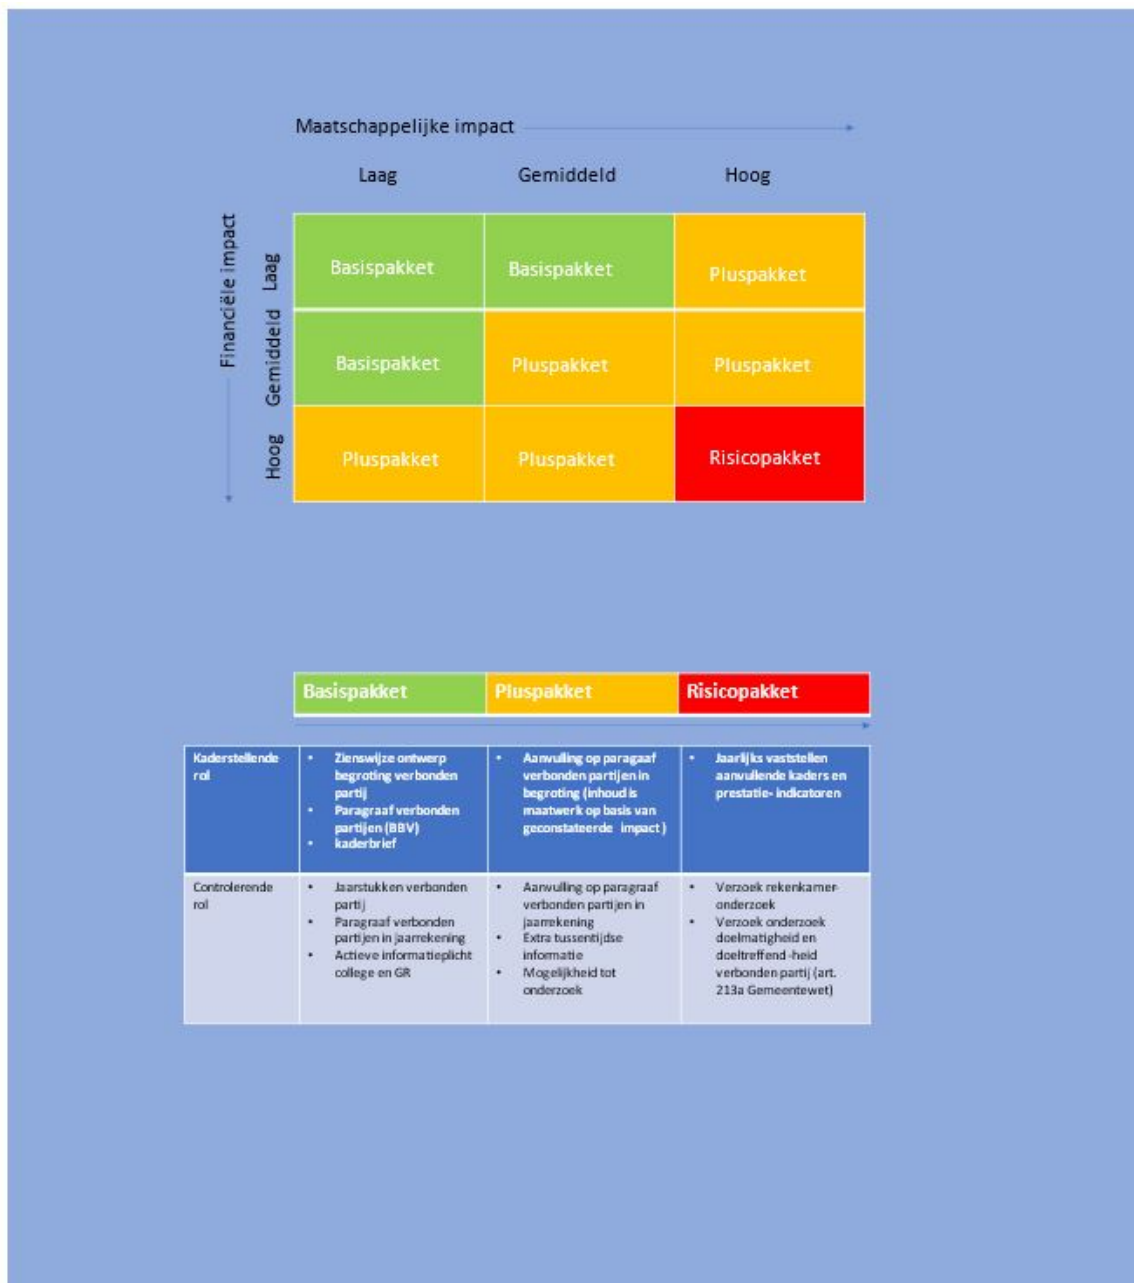 Maatschappelijke impact
Laag
Gemiddeld
Hoog
Financiële impact
Laag
Basispakket
Basispakket
Pluspakket
Gemiddeld
Basispakket
Pluspakket
Pluspakket
Hoog
Pluspakket
Pluspakket
Risicopakket
Basispakket
Pluspakket
Risicopakket
Kaderstellende
rol
• Zienswijze ontwerp
begroting verbonden
partij
• Paragraaf verbonden
partijen (BBV)
• kaderbrief
• Aanvulling op paragaaf
verbonden partijen in
begroting (inhoud is
maatwerk op basis van
geconstateerde impact )
• Jaarlijks vaststellen
aanvullende kaders en
prestatie- indicatoren
Controlerende
rol
• Jaarstukken verbonden
partij
• Paragraaf verbonden
partijen in jaarrekening
• Actieve informatieplicht
college en GR
• Aanvulling op paragraaf
verbonden partijen in
jaarrekening
• Extra tussentijdse
informatie
• Mogelijkheid tot
onderzoek
• Verzoek rekenkamer-
onderzoek
• Verzoek onderzoek
doelmatigheid en
doeltreffend -heid
verbonden partij (art.
213a Gemeentewet)